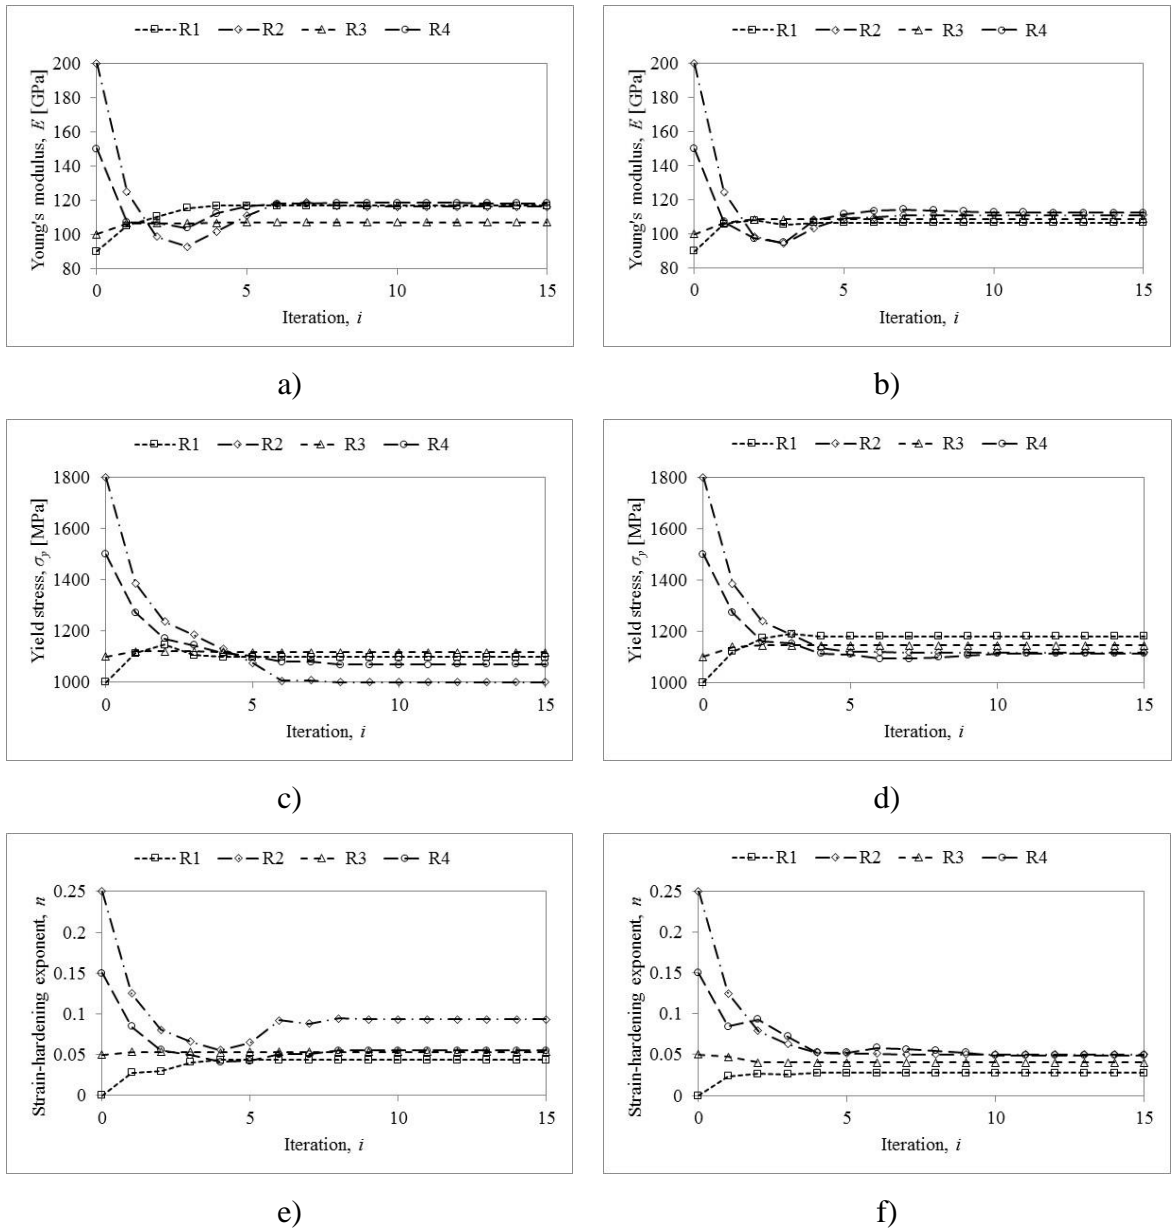 R1 R2 R3 R4
Young's modulus, E [GPa]
200
180
160
140
120
100
80
0 5 10 15
Iteration, i
a)
R1 R2 R3 R4
Young's modulus, E [GPa]
200
180
160
140
120
100
80
0 5 10 15
Iteration, i
b)
R1 R2 R3 R4
Yield stress, σy [MPa]
1800
1600
1400
1200
1000
0 5 10 15
Iteration, i
c)
R1 R2 R3 R4
Yield stress, σy [MPa]
1800
1600
1400
1200
1000
0 5 10 15
Iteration, i
d)
R1 R2 R3 R4
Strain-hardening exponent, n
0.25
0.2
0.15
0.1
0.05
0
0 5 10 15
Iteration, i
e)
R1 R2 R3 R4
Strain-hardening exponent, n
0.25
0.2
0.15
0.1
0.05
0
0 5 10 15
Iteration, i
f)